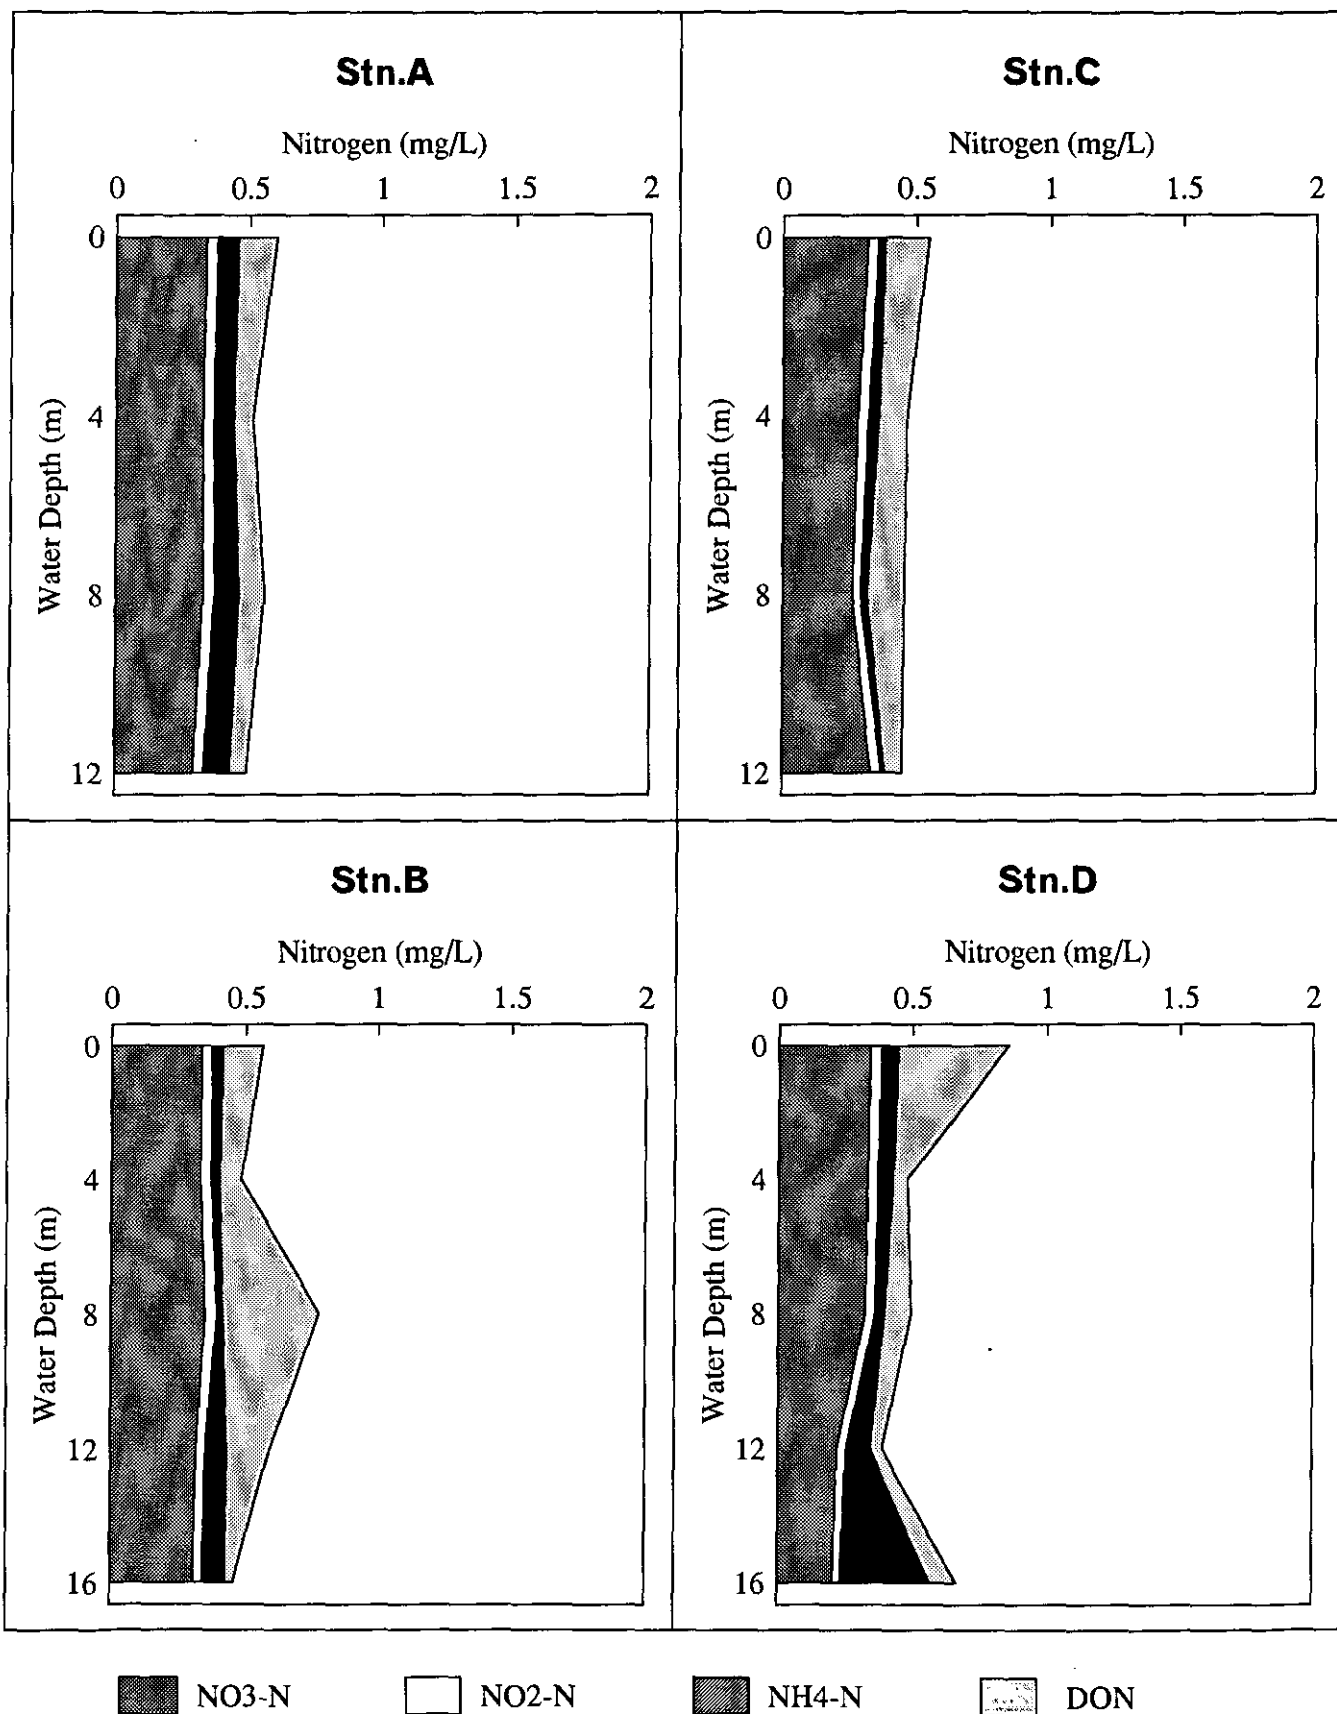 Stn.A
Nitrogen (mg/L)
0 0.5 1 1.5 2
Water Depth (m)
0
4
8
12
Stn.C
Nitrogen (mg/L)
0 0.5 1 1.5 2
Water Depth (m)
0
4
8
12
Stn.B
Nitrogen (mg/L)
0 0.5 1 1.5 2
Water Depth (m)
0
4
8
12
16
Stn.D
Nitrogen (mg/L)
0 0.5 1 1.5 2
Water Depth (m)
0
4
8
12
16
NO3-N NO2-N NH4-N DON